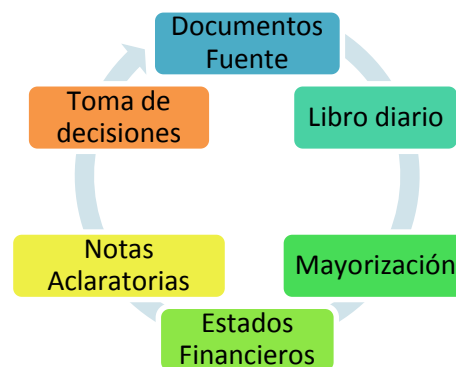 Documentos
Fuente
Libro diario
Mayorización
Estados
Financieros
Notas
Aclaratorias
Toma de
decisiones